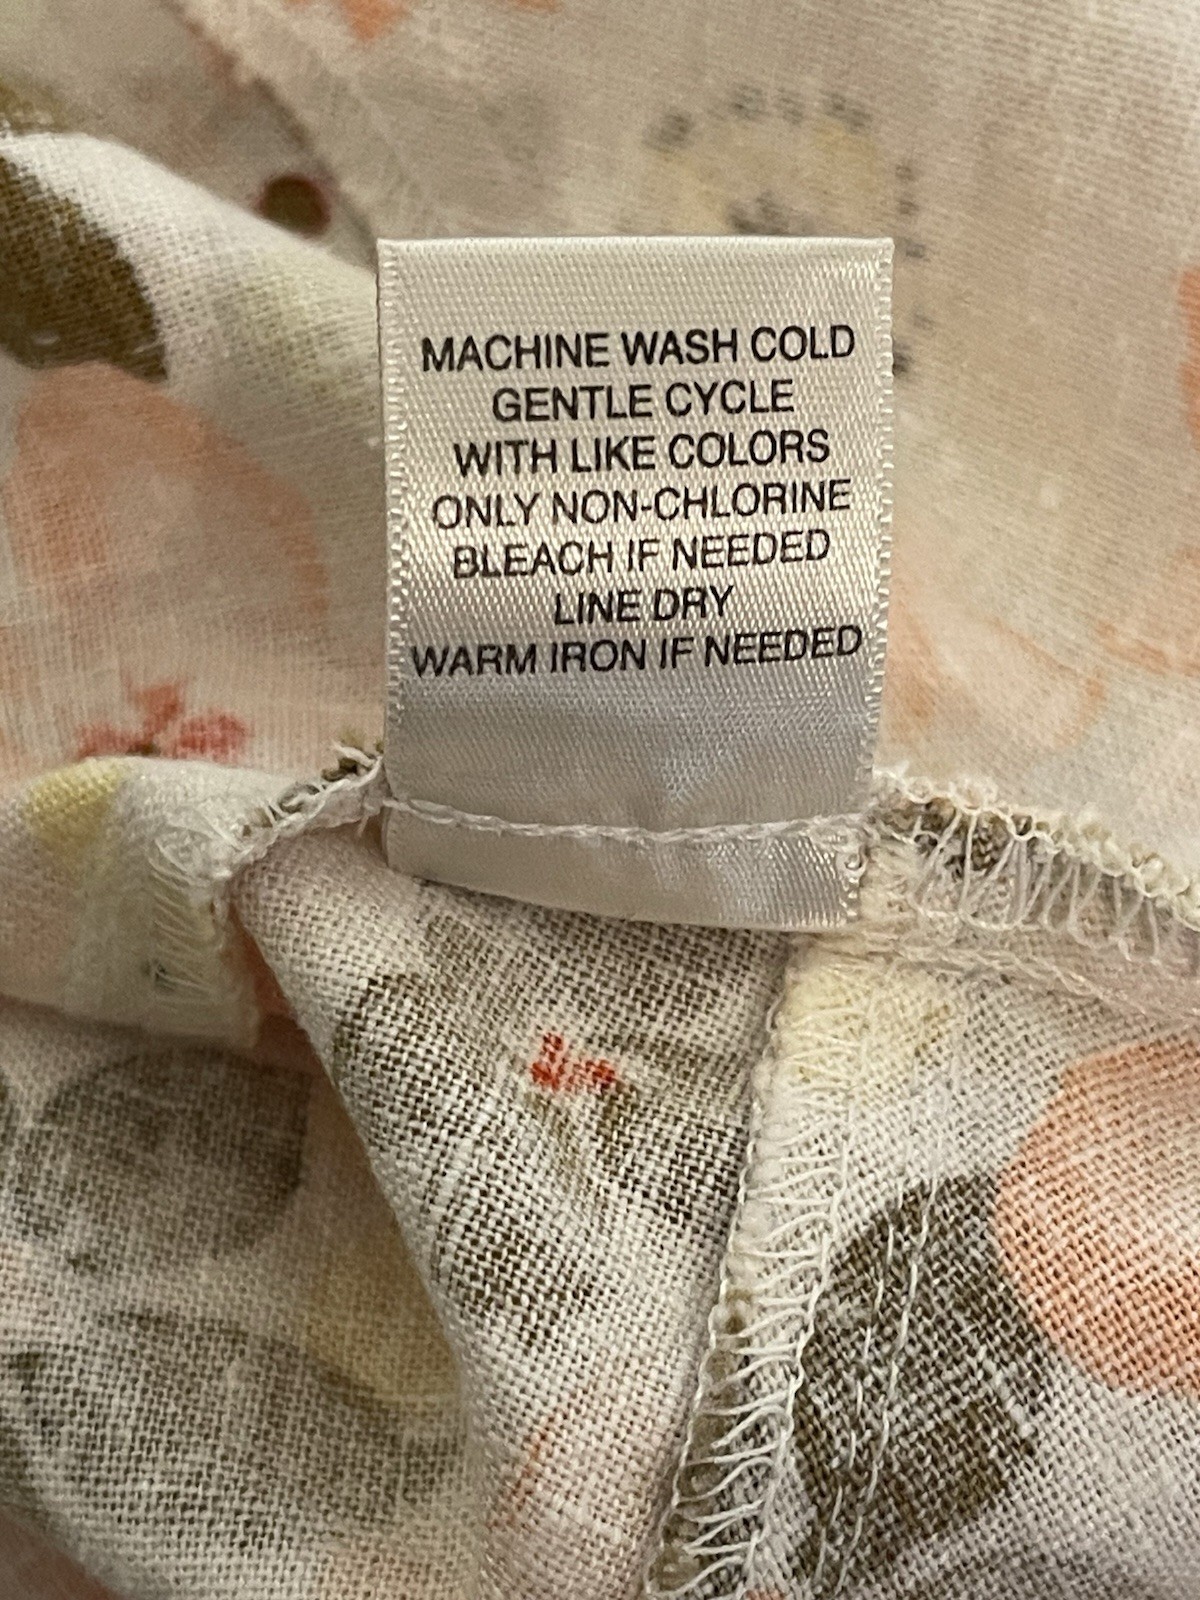 MACHINE WASH COLD
GENTLE CYCLE
WITH LIKE COLORS
ONLY NON-CHLORINE
BLEACH IF NEEDED
LINE DRY
WARM IRON IF NEEDED